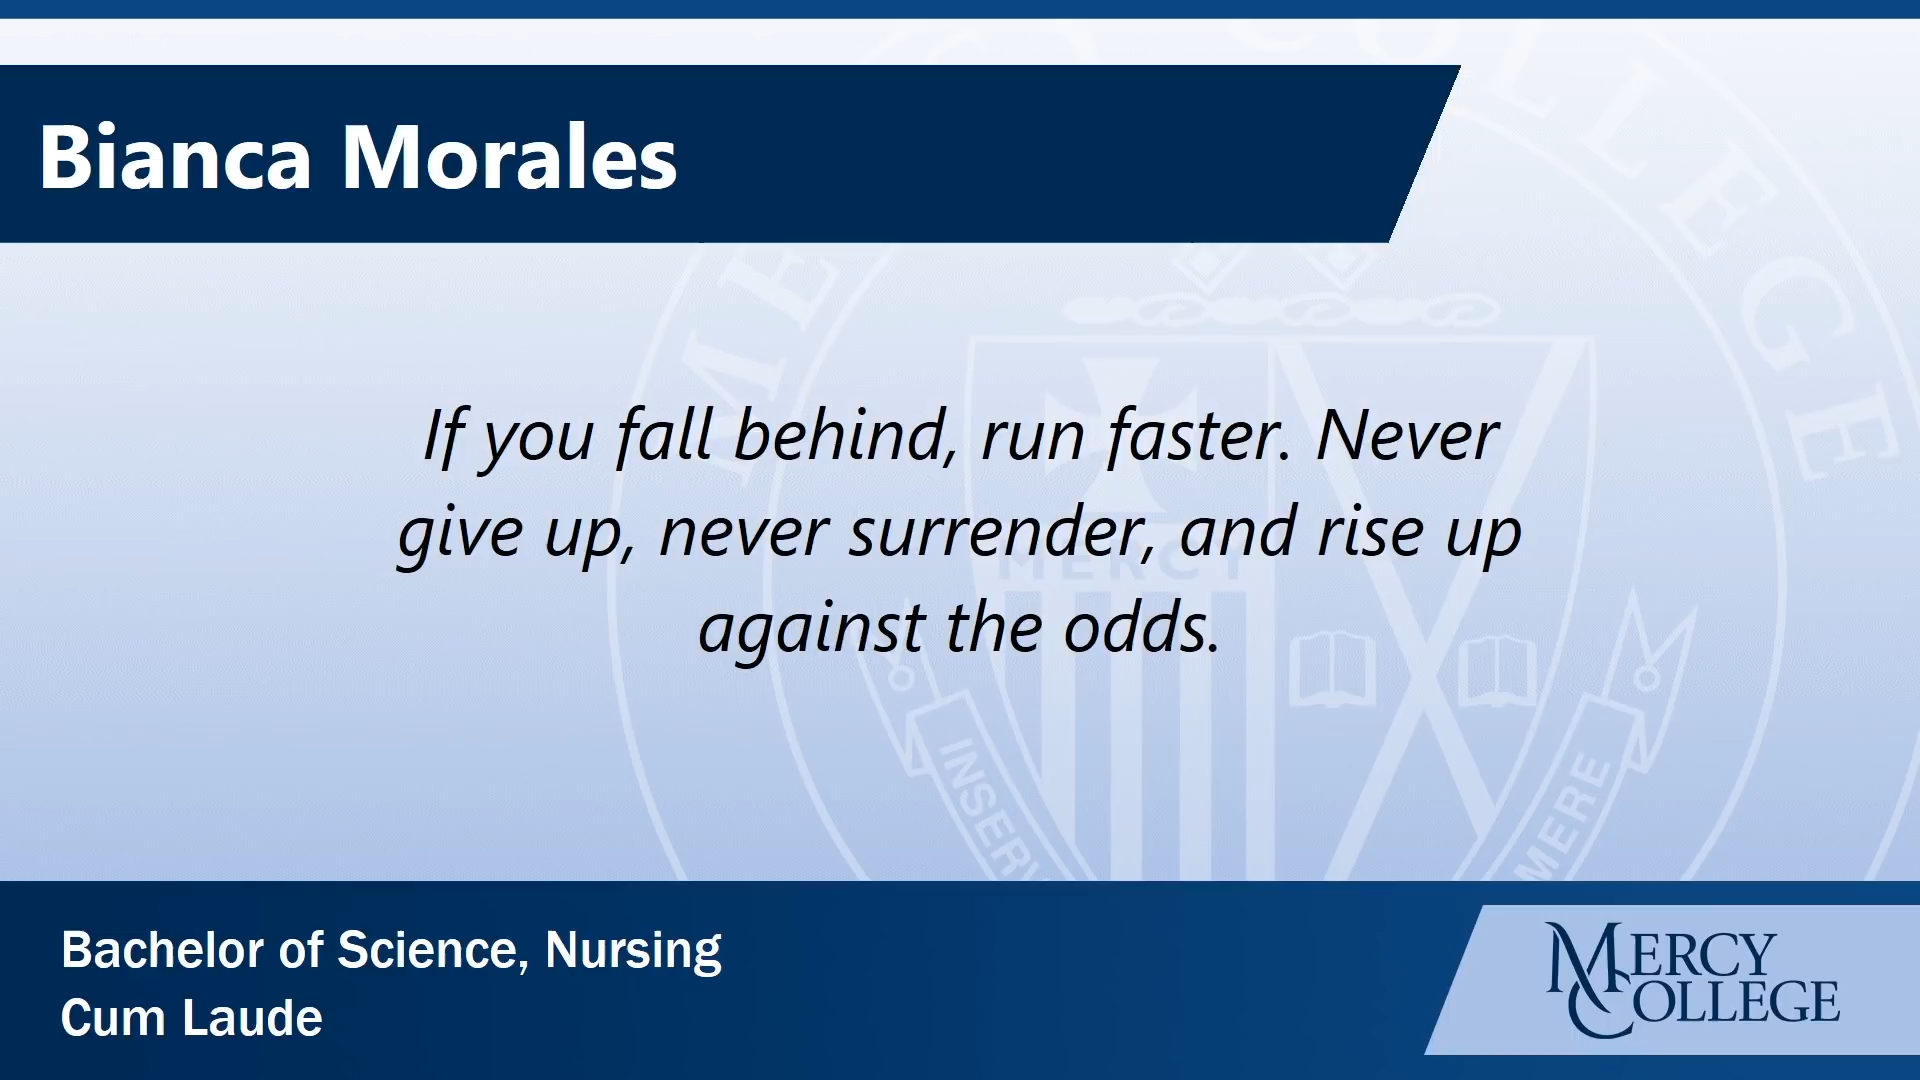 Bianca Morales
If you fall behind, run faster. Never
give up, never surrender, and rise up
against the odds.
Bachelor of Science, Nursing
Cum Laude
MERCY
COLLEGE
MERCY